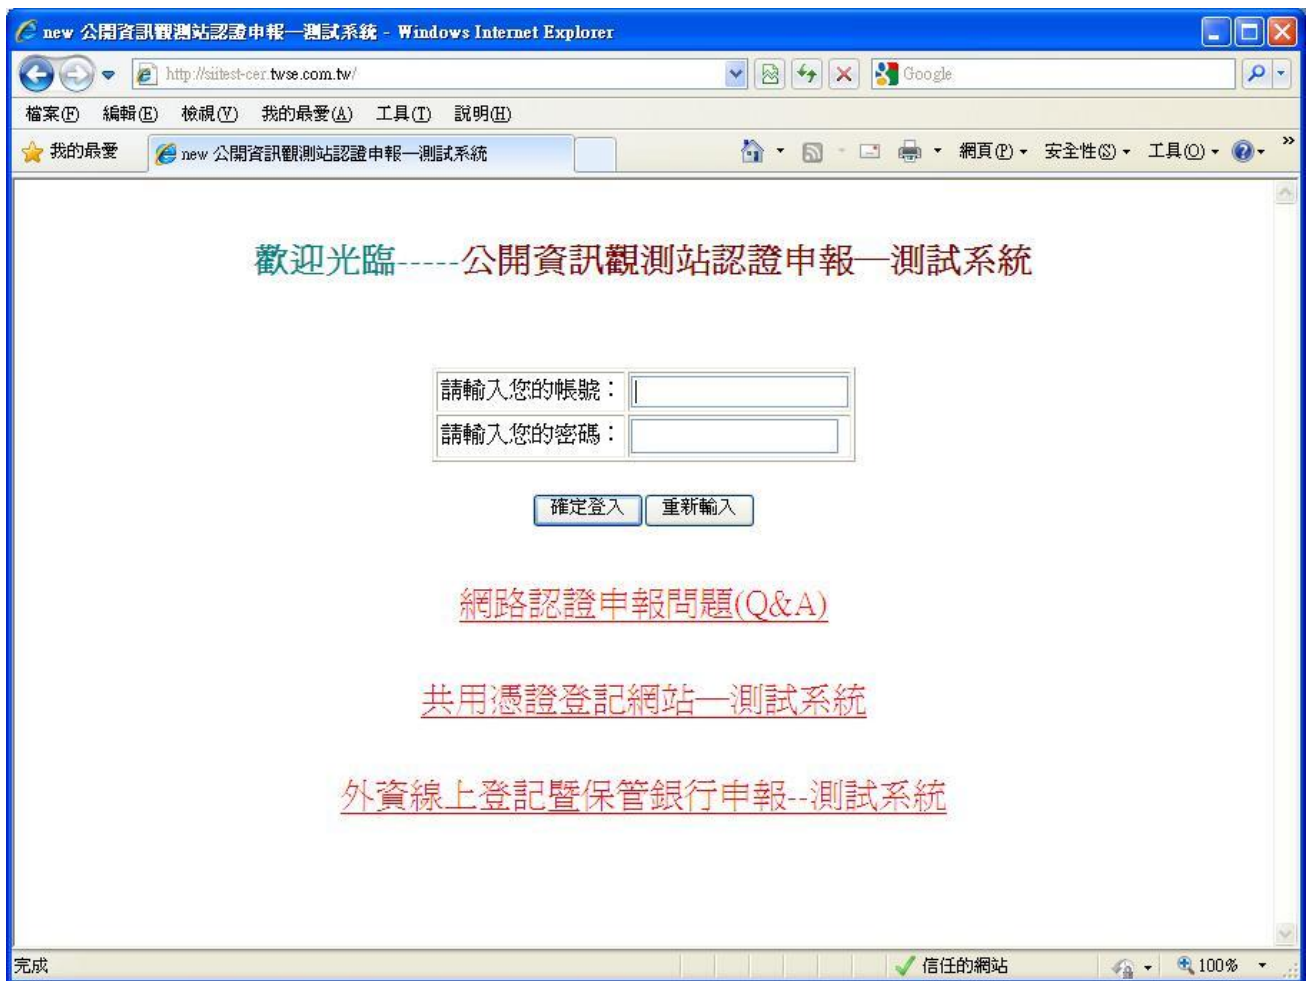 new 公開資訊觀測站認證申報—測試系統 - Windows Internet Explorer
http://siitest-cer.twse.com.tw/
Google
檔案(F) 編輯(E) 檢視(V) 我的最愛(A) 工具(T) 說明(H)
我的最愛 new 公開資訊觀測站認證申報—測試系統 網頁(P) 安全性(S) 工具(O) »
歡迎光臨-----公開資訊觀測站認證申報—測試系統
請輸入您的帳號：
請輸入您的密碼：
確定登入 重新輸入
網路認證申報問題(Q&A)
共用憑證登記網站—測試系統
外資線上登記暨保管銀行申報--測試系統
完成 信任的網站 100%